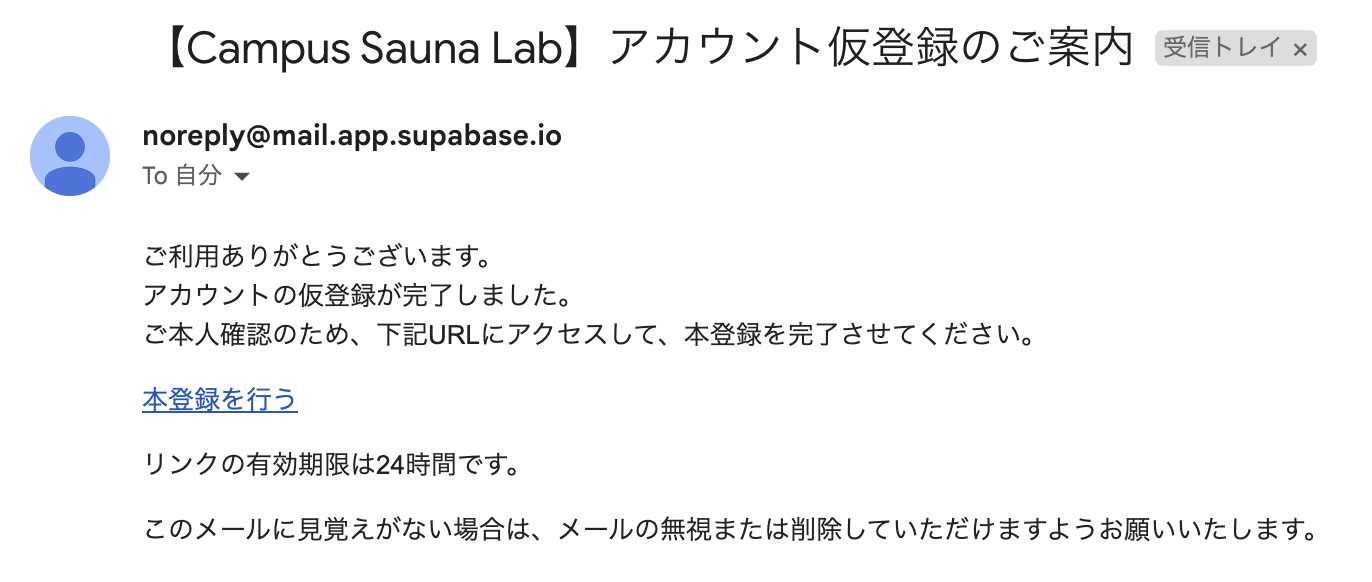 【Campus Sauna Lab】アカウント仮登録のご案内 受信トレイ ×
noreply@mail.app.supabase.io
To 自分
ご利用ありがとうございます。
アカウントの仮登録が完了しました。
ご本人確認のため、下記URLにアクセスして、本登録を完了させてください。
本登録を行う
リンクの有効期限は24時間です。
このメールに見覚えがない場合は、メールの無視または削除していただけますようお願いいたします。